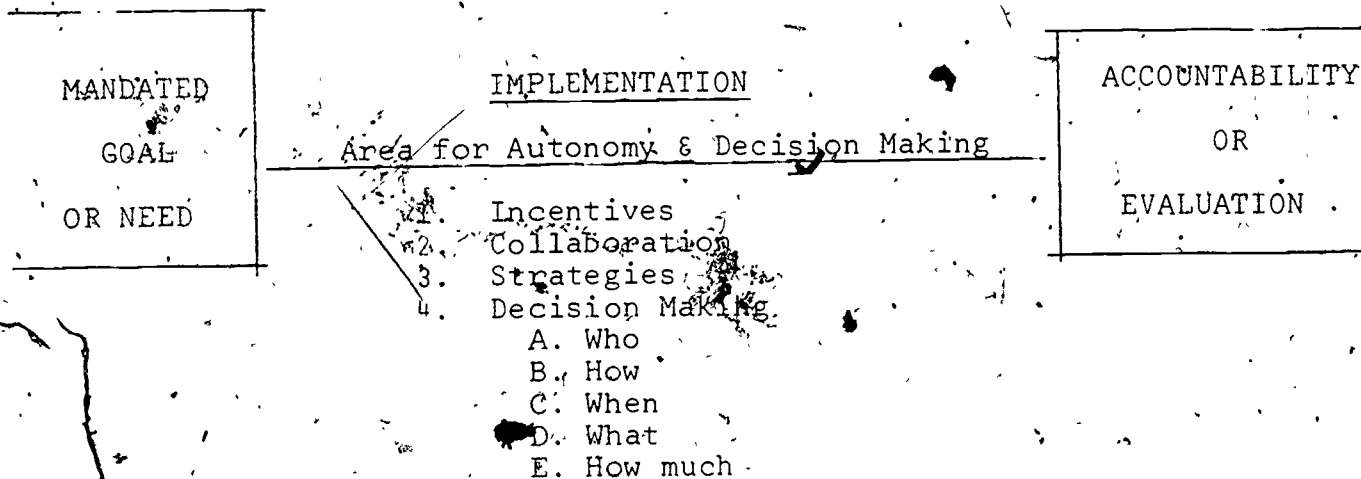 MANDATED
GOAL
OR NEED
IMPLEMENTATION
Area for Autonomy & Decision Making
1. Incentives
2. Collaboration
3. Strategies
4. Decision Making
A. Who
B. How
C. When
D. What
E. How much
ACCOUNTABILITY
OR
EVALUATION